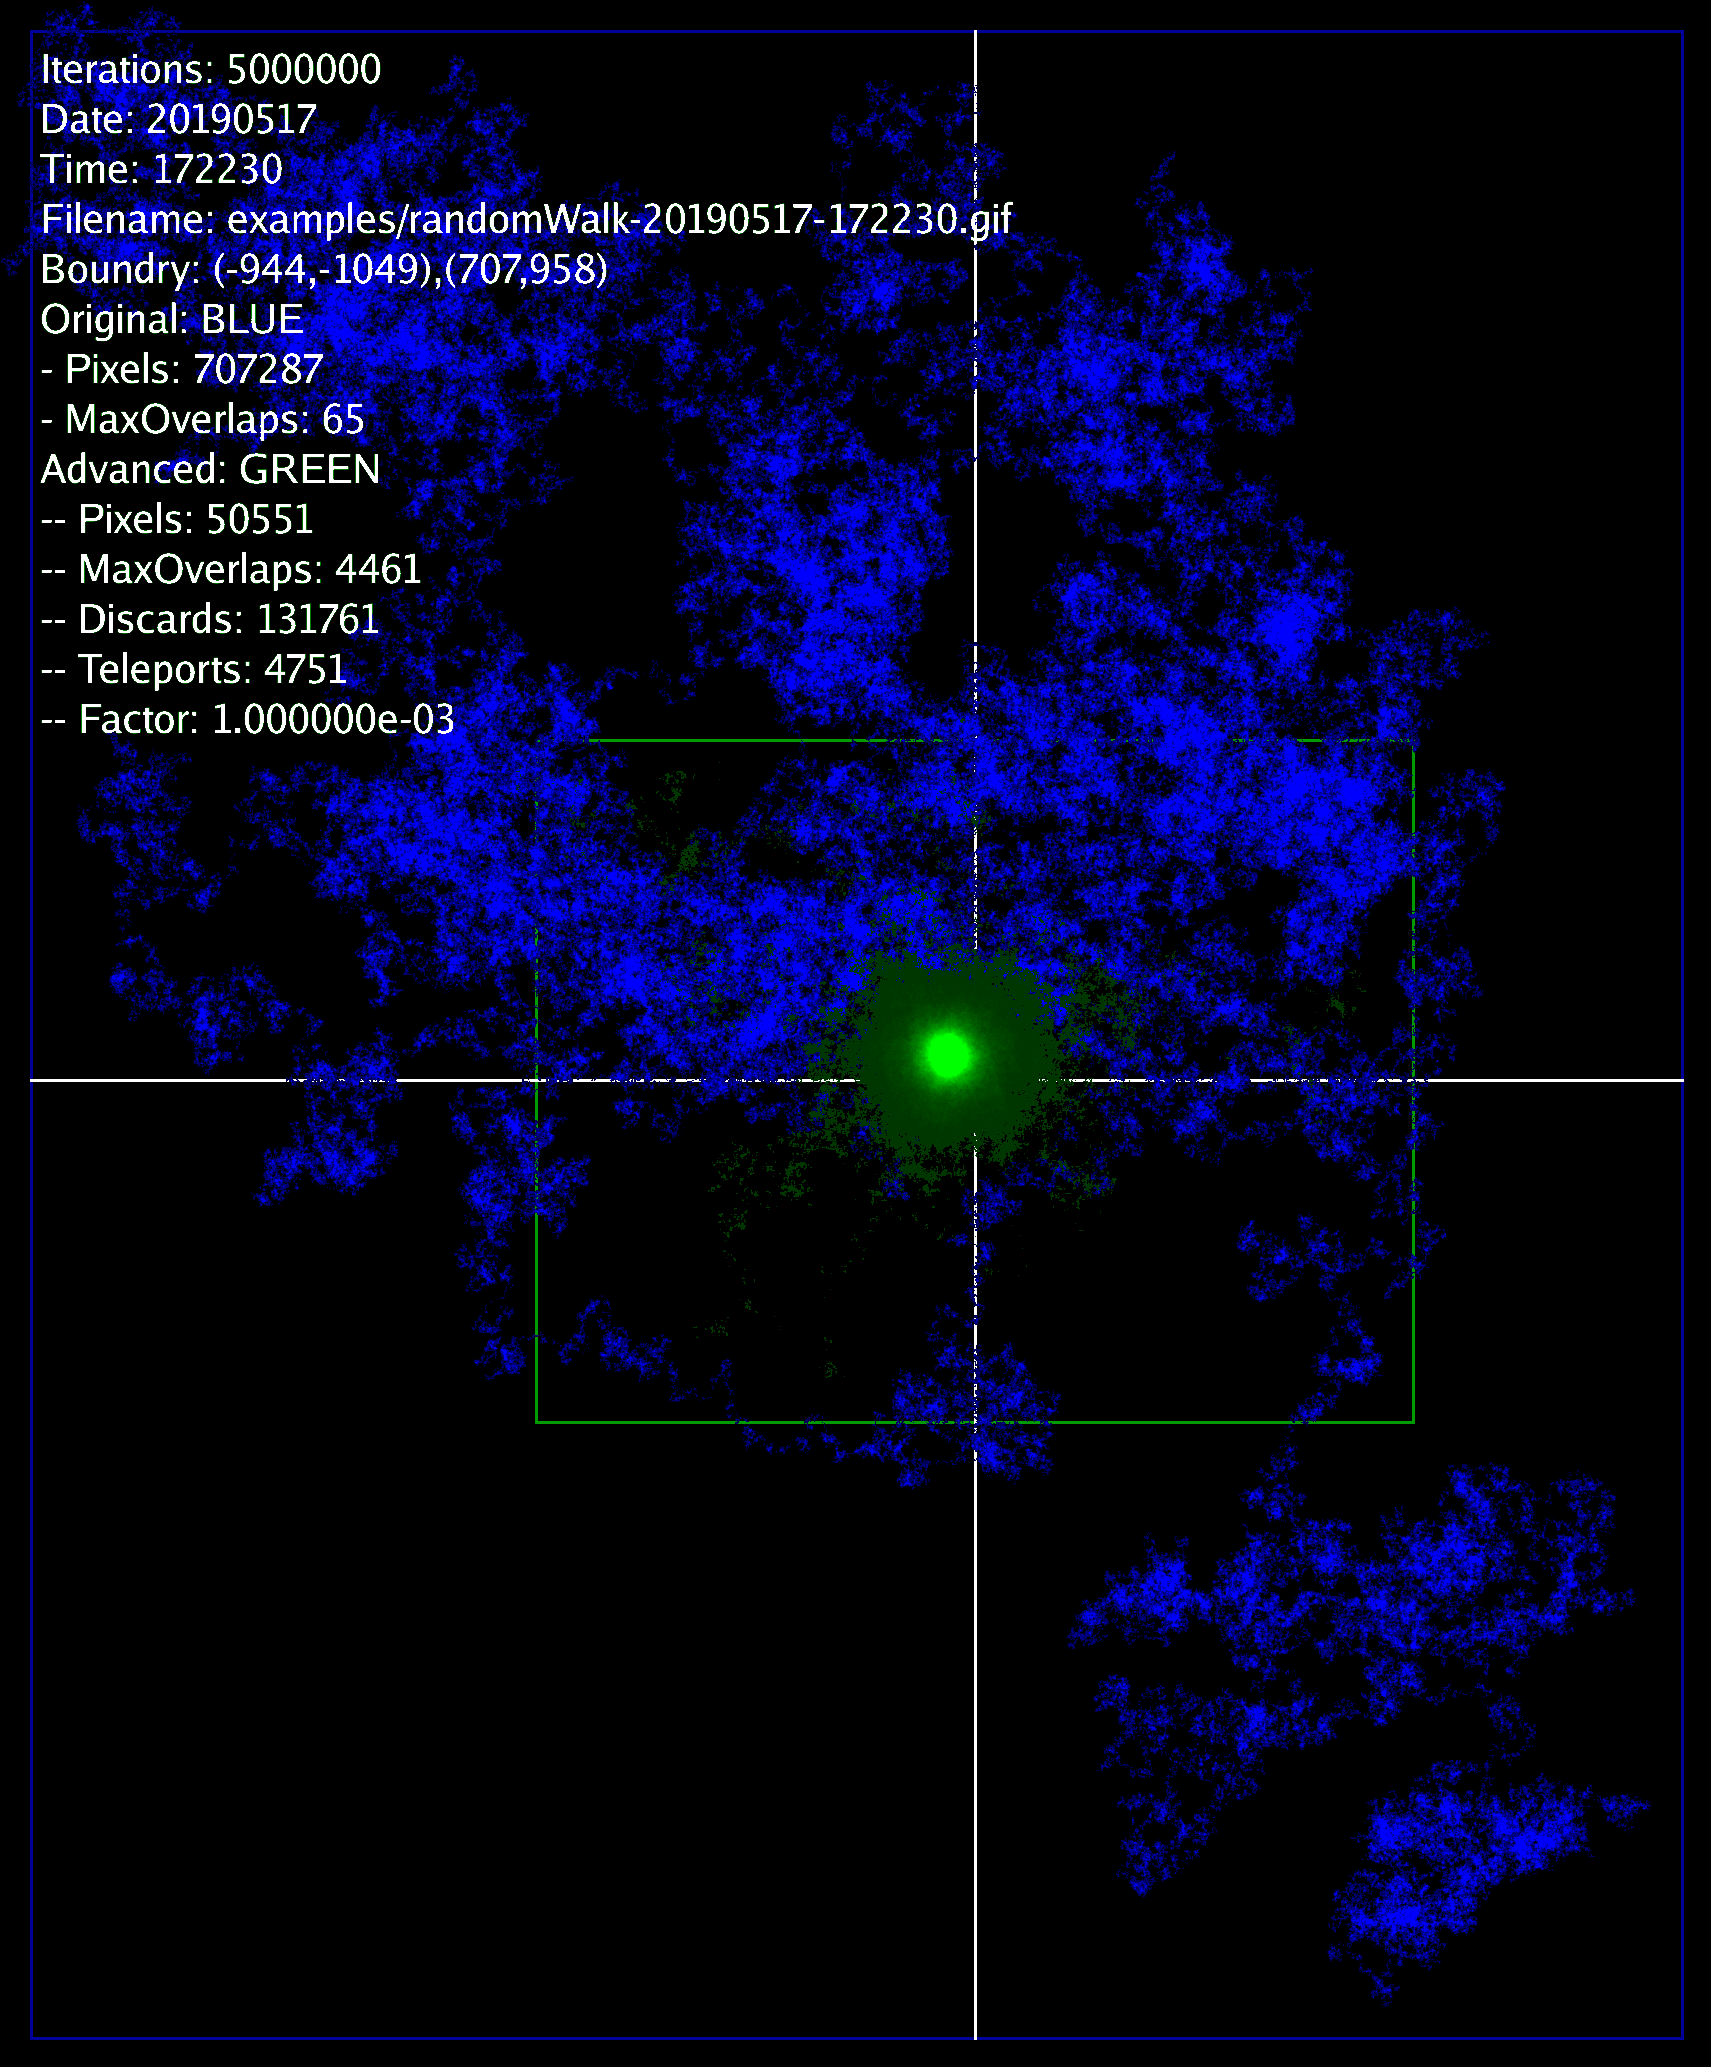 Iterations: 5000000
Date: 20190517
Time: 172230
Filename: examples/randomWalk-20190517-172230.gif
Boundry: (-944,-1049),(707,958)
Original: BLUE
- Pixels: 707287
- MaxOverlaps: 65
Advanced: GREEN
-- Pixels: 50551
-- MaxOverlaps: 4461
-- Discards: 131761
-- Teleports: 4751
-- Factor: 1.000000e-03